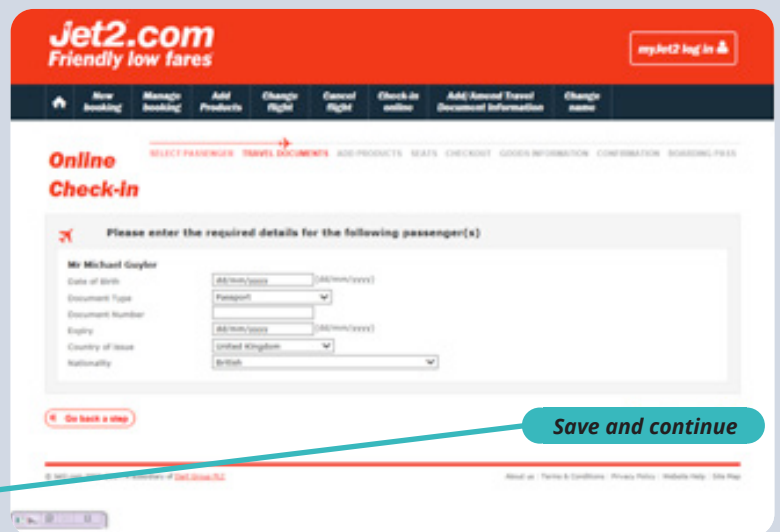 Jet2.com
Friendly low fares
myJet2 log in
New booking
Manage booking
Add Products
Change flight
Cancel flight
Check-in online
Add/Amend Travel Document Information
Change name
Online Check-in
SELECT PASSENGER TRAVEL DOCUMENTS ADD PRODUCTS SEATS CHECKOUT GOODS INFORMATION CONFIRMATION BOARDING PASS
Please enter the required details for the following passenger(s)
Mr Michael Guyler
Date of Birth dd/mm/yyyy (dd/mm/yyyy)
Document Type Passport
Document Number
Expiry dd/mm/yyyy (dd/mm/yyyy)
Country of Issue United Kingdom
Nationality British
Go back a step
Save and continue
Dart Group PLC
About us Terms & Conditions Privacy Policy Website Help Site Map